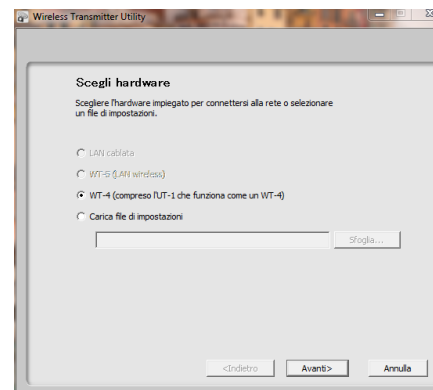 Wireless Transmitter Utility
Scegli hardware
Scegliere l'hardware impiegato per connettersi alla rete o selezionare
un file di impostazioni.
LAN cablata
WT-5 (LAN wireless)
WT-4 (compreso l'UT-1 che funziona come un WT-4)
Carica file di impostazioni
Sfoglia...
<Indietro
Avanti>
Annulla